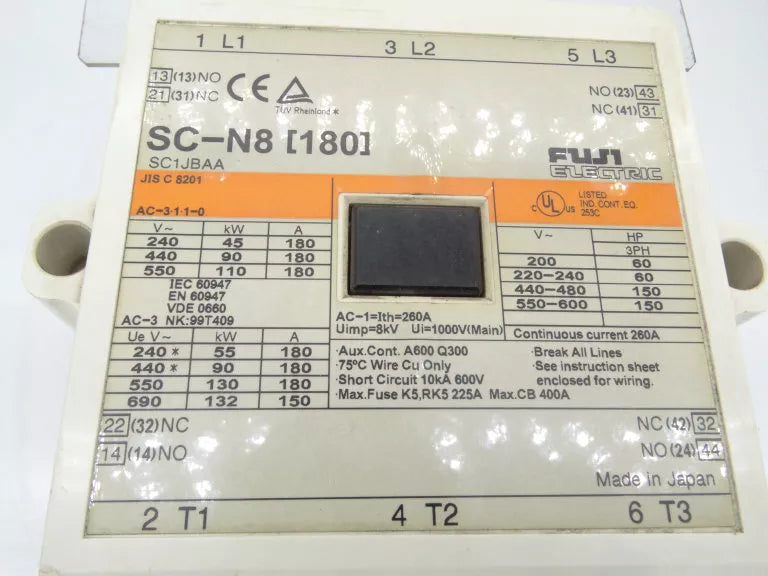 1 L1 3 L2 5 L3
13 (13)NO
21 (31)NC
CE
TÜV Rheinland *
NO(23) 43
NC(41) 31
SC-N8 [180]
SC1JBAA
FUJI
ELECTRIC
JIS C 8201
AC-3·1·1-0
V~ kW A
240 45 180
440 90 180
550 110 180
IEC 60947
EN 60947
VDE 0660
AC-3 NK:99T409
Ue V~ kW A
240 * 55 180
440 * 90 180
550 130 180
690 132 150
AC-1=Ith=260A
Uimp=8kV Ui=1000V(Main)
c UL us LISTED
IND. CONT. EQ.
253C
V~ HP
3PH
200 60
220-240 60
440-480 150
550-600 150
Continuous current 260A
·Aux.Cont. A600 Q300
·75°C Wire Cu Only
·Short Circuit 10kA 600V
·Max.Fuse K5,RK5 225A Max.CB 400A
·Break All Lines
·See instruction sheet
enclosed for wiring.
22 (32)NC
14 (14)NO
NC(42) 32
NO(24) 44
Made in Japan
2 T1 4 T2 6 T3